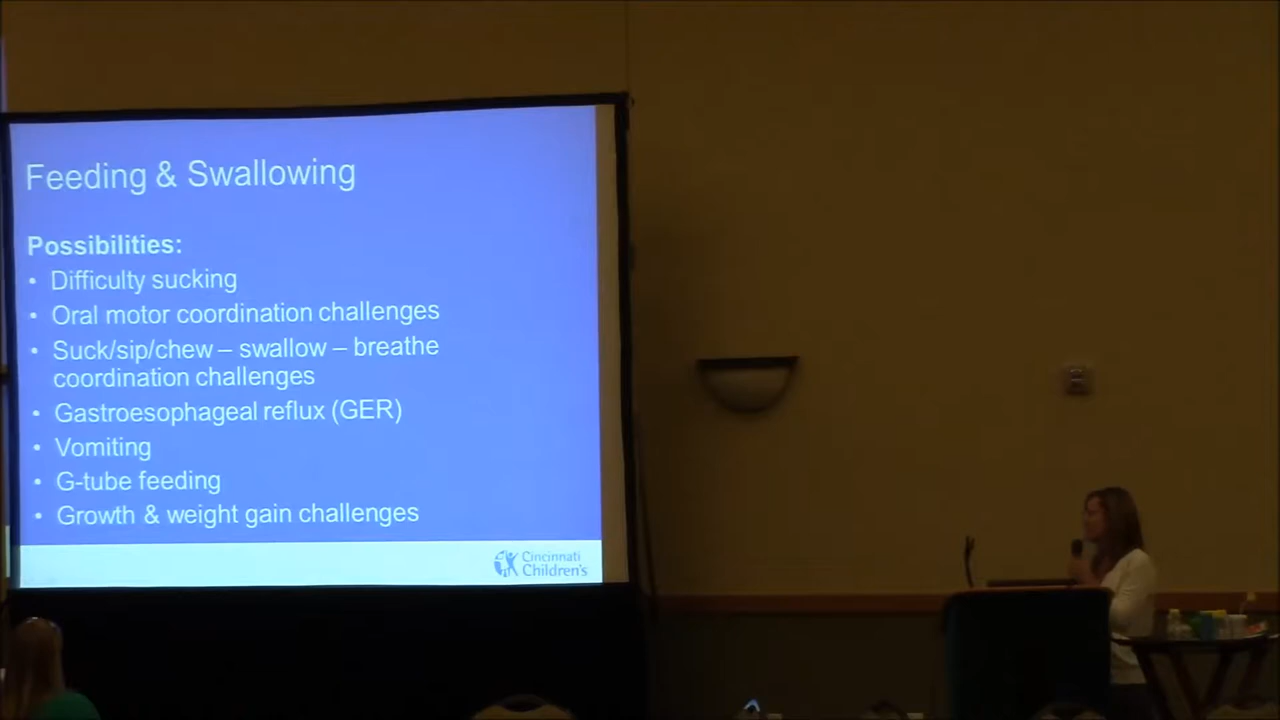 Feeding & Swallowing
Possibilities:
• Difficulty sucking
• Oral motor coordination challenges
• Suck/sip/chew – swallow – breathe
coordination challenges
• Gastroesophageal reflux (GER)
• Vomiting
• G-tube feeding
• Growth & weight gain challenges
Cincinnati
Children's